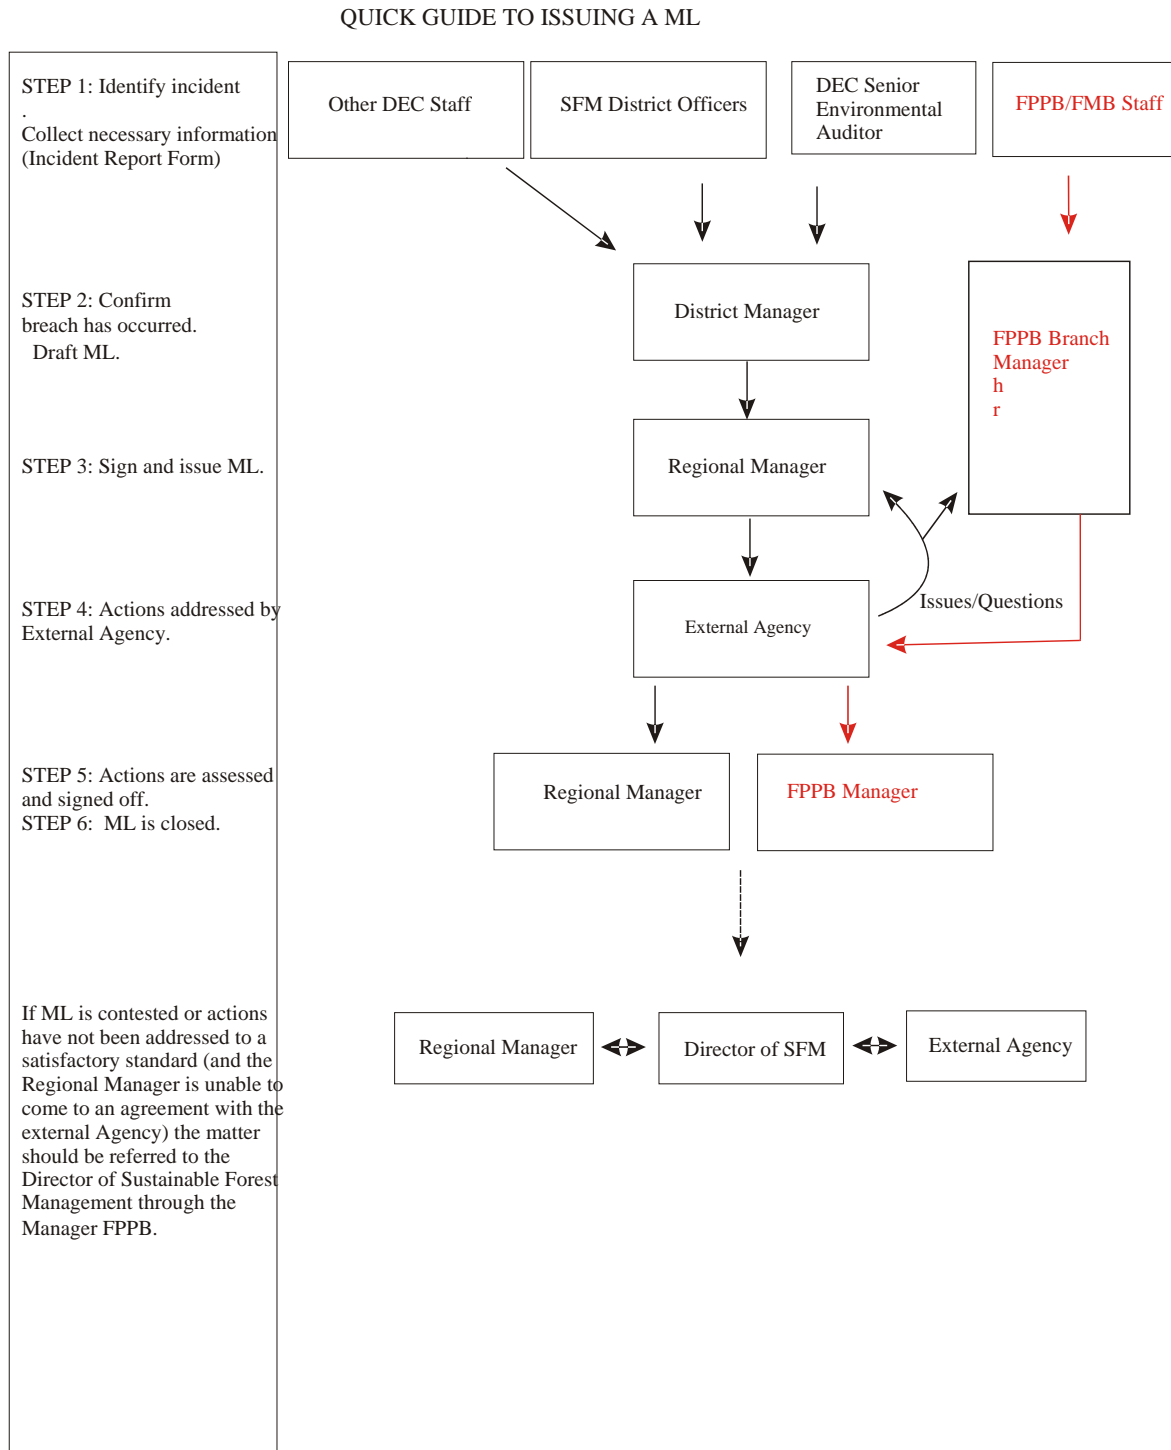 QUICK GUIDE TO ISSUING A ML
STEP 1: Identify incident
.
Collect necessary information
(Incident Report Form)
Other DEC Staff
SFM District Officers
DEC Senior
Environmental
Auditor
FPPB/FMB Staff
STEP 2: Confirm
breach has occurred.
Draft ML.
District Manager
FPPB Branch
Manager
h
r
STEP 3: Sign and issue ML.
Regional Manager
STEP 4: Actions addressed by
External Agency.
External Agency
Issues/Questions
STEP 5: Actions are assessed
and signed off.
STEP 6:  ML is closed.
Regional Manager
FPPB Manager
If ML is contested or actions
have not been addressed to a
satisfactory standard (and the
Regional Manager is unable to
come to an agreement with the
external Agency) the matter
should be referred to the
Director of Sustainable Forest
Management through the
Manager FPPB.
Regional Manager
Director of SFM
External Agency